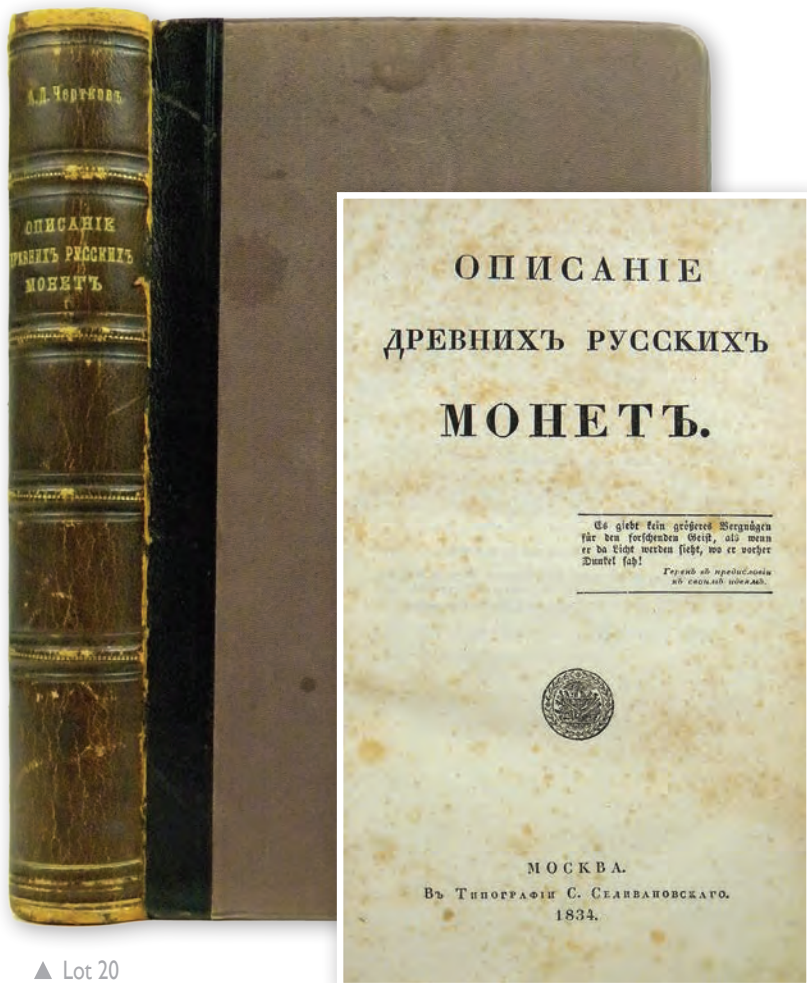 А.Д. Чертковъ
ОПИСАНІЕ
ДРЕВНИХЪ РУССКИХЪ
МОНЕТЪ
ОПИСАНІЕ
ДРЕВНИХЪ РУССКИХЪ
МОНЕТЪ.
Es giebt kein größeres Vergnügen
für den forschenden Geist, als wenn
er da Licht werden sieht, wo er vorher
Dunkel sah!
Геренъ въ предисловіи
къ своимъ идеямъ.
МОСКВА.
Въ Типографіи С. Селивановскаго.
1834.
▲ Lot 20